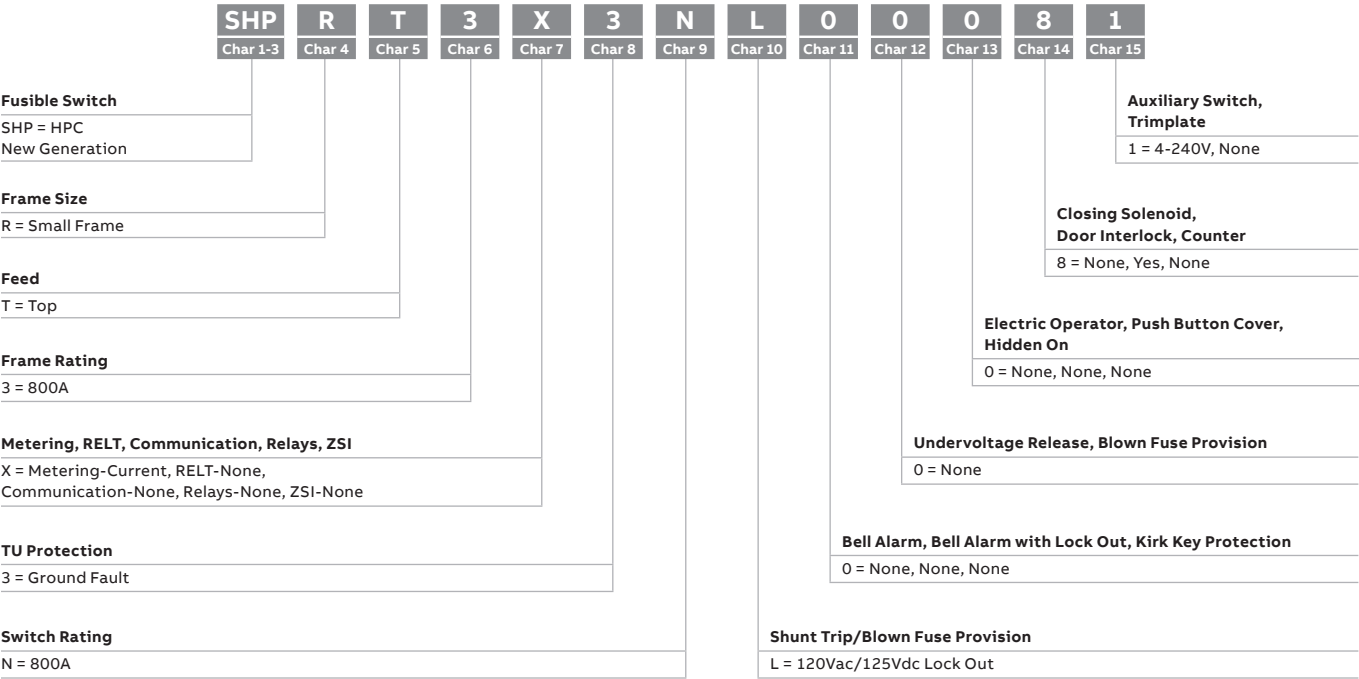 SHP R T 3 X 3 N L 0 0 0 8 1
Char 1-3 Char 4 Char 5 Char 6 Char 7 Char 8 Char 9 Char 10 Char 11 Char 12 Char 13 Char 14 Char 15
Fusible Switch
SHP = HPC
New Generation
Frame Size
R = Small Frame
Feed
T = Top
Frame Rating
3 = 800A
Metering, RELT, Communication, Relays, ZSI
X = Metering-Current, RELT-None,
Communication-None, Relays-None, ZSI-None
TU Protection
3 = Ground Fault
Switch Rating
N = 800A
Auxiliary Switch,
Trimplate
1 = 4-240V, None
Closing Solenoid,
Door Interlock, Counter
8 = None, Yes, None
Electric Operator, Push Button Cover,
Hidden On
0 = None, None, None
Undervoltage Release, Blown Fuse Provision
0 = None
Bell Alarm, Bell Alarm with Lock Out, Kirk Key Protection
0 = None, None, None
Shunt Trip/Blown Fuse Provision
L = 120Vac/125Vdc Lock Out